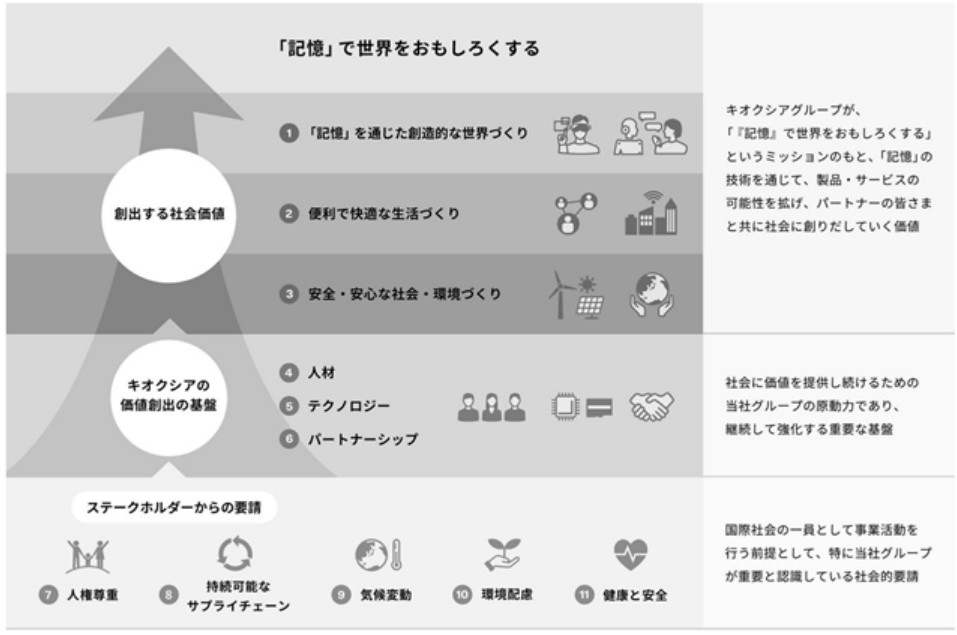 「記憶」で世界をおもしろくする
1 「記憶」を通じた創造的な世界づくり
創出する社会価値
2 便利で快適な生活づくり
3 安全・安心な社会・環境づくり
キオクシアグループが、
「『記憶』で世界をおもしろくする」
というミッションのもと、「記憶」の
技術を通じて、製品・サービスの
可能性を拡げ、パートナーの皆さま
と共に社会に創りだしていく価値
キオクシアの
価値創出の基盤
4 人材
5 テクノロジー
6 パートナーシップ
社会に価値を提供し続けるための
当社グループの原動力であり、
継続して強化する重要な基盤
ステークホルダーからの要請
7 人権尊重
8 持続可能な
サプライチェーン
9 気候変動
10 環境配慮
11 健康と安全
国際社会の一員として事業活動を
行う前提として、特に当社グループ
が重要と認識している社会的要請